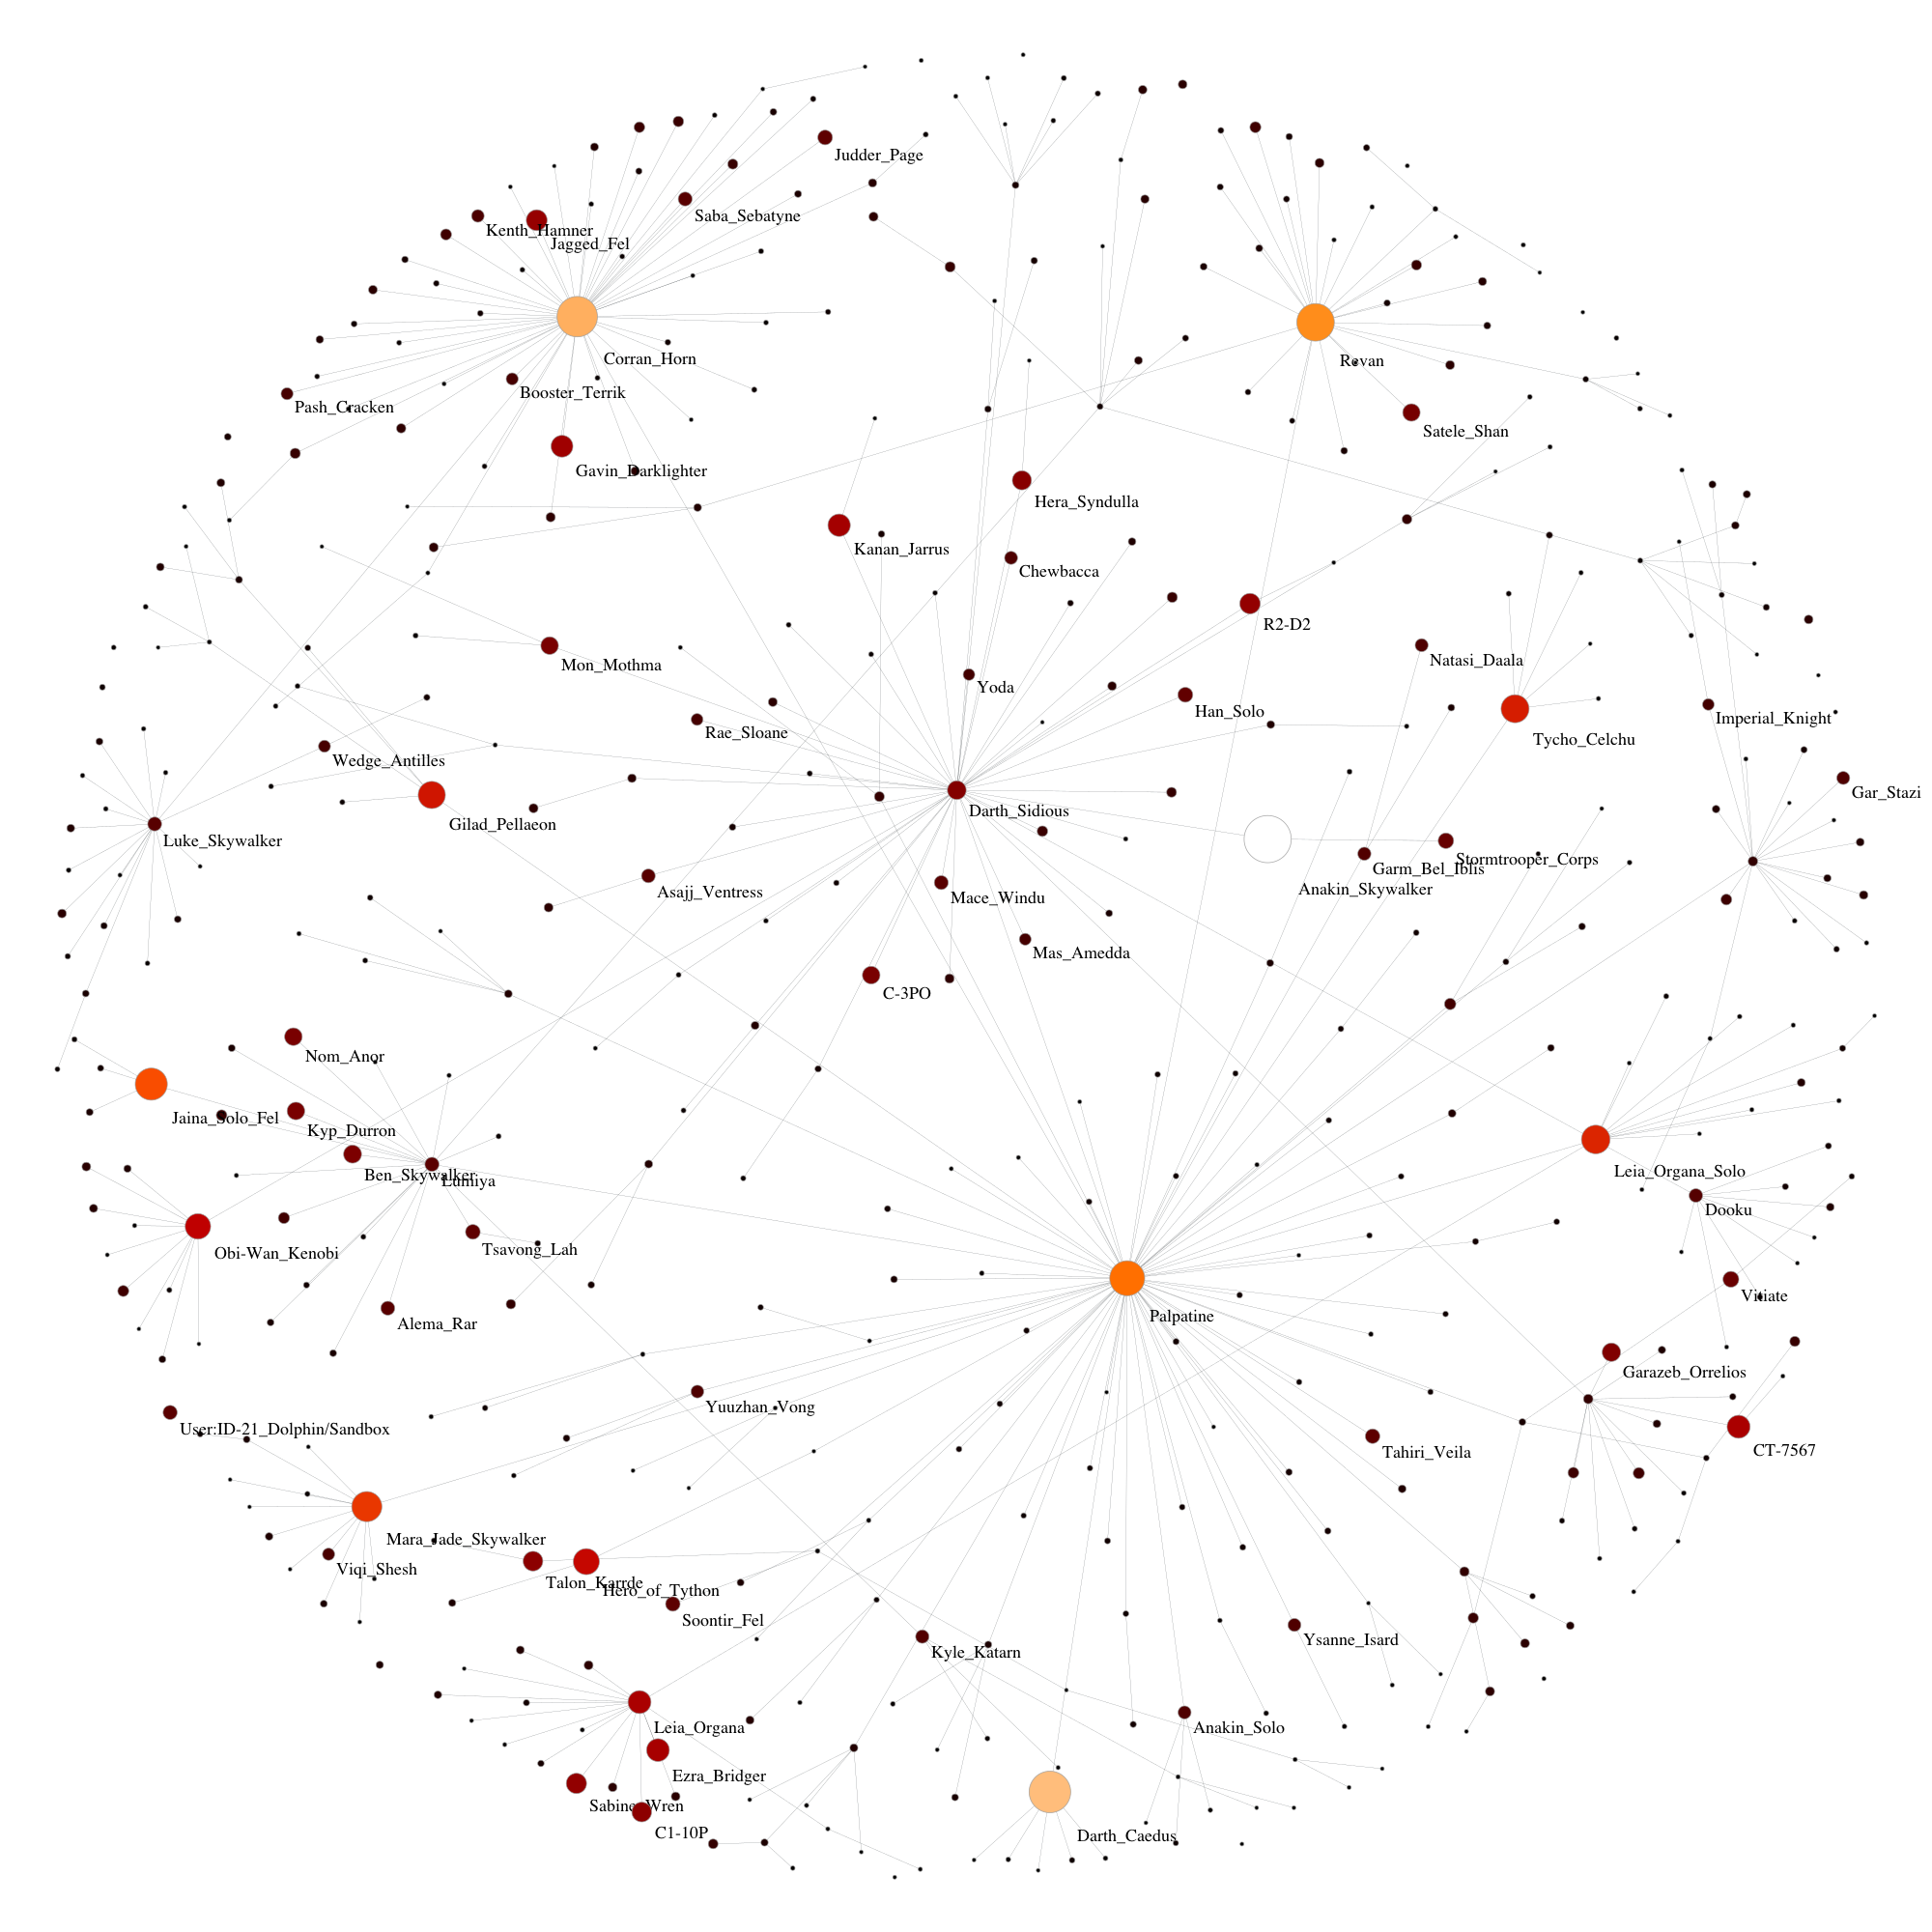 Judder_Page
Saba_Sebatyne
Kenth_Hamner
Jagged_Fel
Corran_Horn
Revan
Booster_Terrik
Pash_Cracken
Satele_Shan
Gavin_Darklighter
Hera_Syndulla
Kanan_Jarrus
Chewbacca
R2-D2
Mon_Mothma
Natasi_Daala
Yoda
Han_Solo
Imperial_Knight
Rae_Sloane
Tycho_Celchu
Wedge_Antilles
Gar_Stazi
Darth_Sidious
Gilad_Pellaeon
Luke_Skywalker
Stormtrooper_Corps
Garm_Bel_Iblis
Anakin_Skywalker
Asajj_Ventress
Mace_Windu
Mas_Amedda
C-3PO
Nom_Anor
Jaina_Solo_Fel
Kyp_Durron
Ben_Skywalker
Lumiya
Leia_Organa_Solo
Dooku
Obi-Wan_Kenobi
Tsavong_Lah
Vitiate
Palpatine
Alema_Rar
Garazeb_Orrelios
Yuuzhan_Vong
User:ID-21_Dolphin/Sandbox
CT-7567
Tahiri_Veila
Mara_Jade_Skywalker
Viqi_Shesh
Talon_Karrde
Hero_of_Tython
Soontir_Fel
Ysanne_Isard
Kyle_Katarn
Leia_Organa
Anakin_Solo
Ezra_Bridger
Sabine_Wren
C1-10P
Darth_Caedus